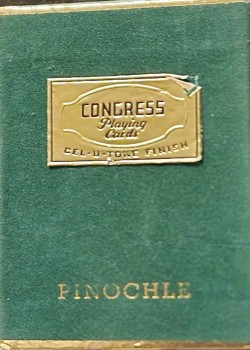 CONGRESS
Playing
Cards
CEL-U-TONE FINISH
PINOCHLE